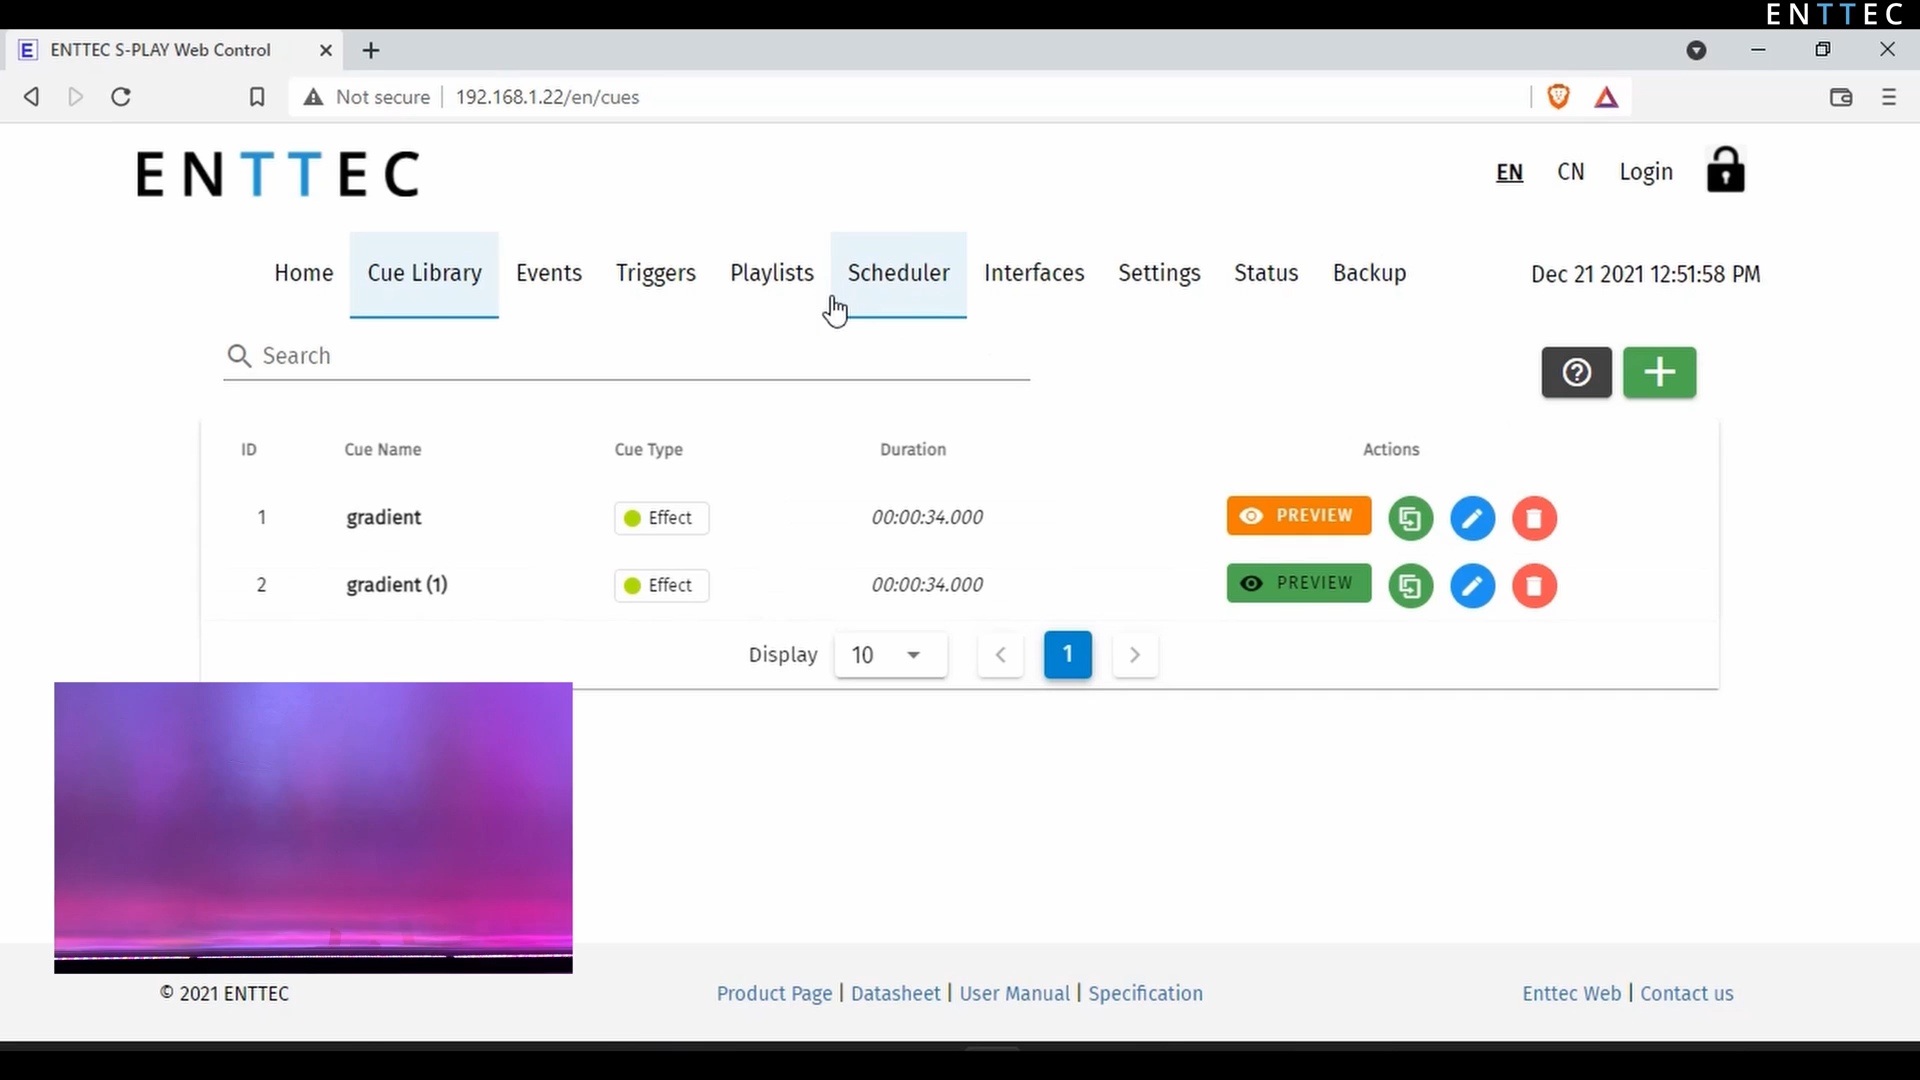 ENTTEC
ENTTEC S-PLAY Web Control
Not secure 192.168.1.22/en/cues
ENTTEC
EN CN Login
Home Cue Library Events Triggers Playlists Scheduler Interfaces Settings Status Backup Dec 21 2021 12:51:58 PM
Search
ID Cue Name Cue Type Duration Actions
1 gradient Effect 00:00:34.000 PREVIEW
2 gradient (1) Effect 00:00:34.000 PREVIEW
Display 10 < 1 >
© 2021 ENTTEC Product Page | Datasheet | User Manual | Specification Enttec Web | Contact us